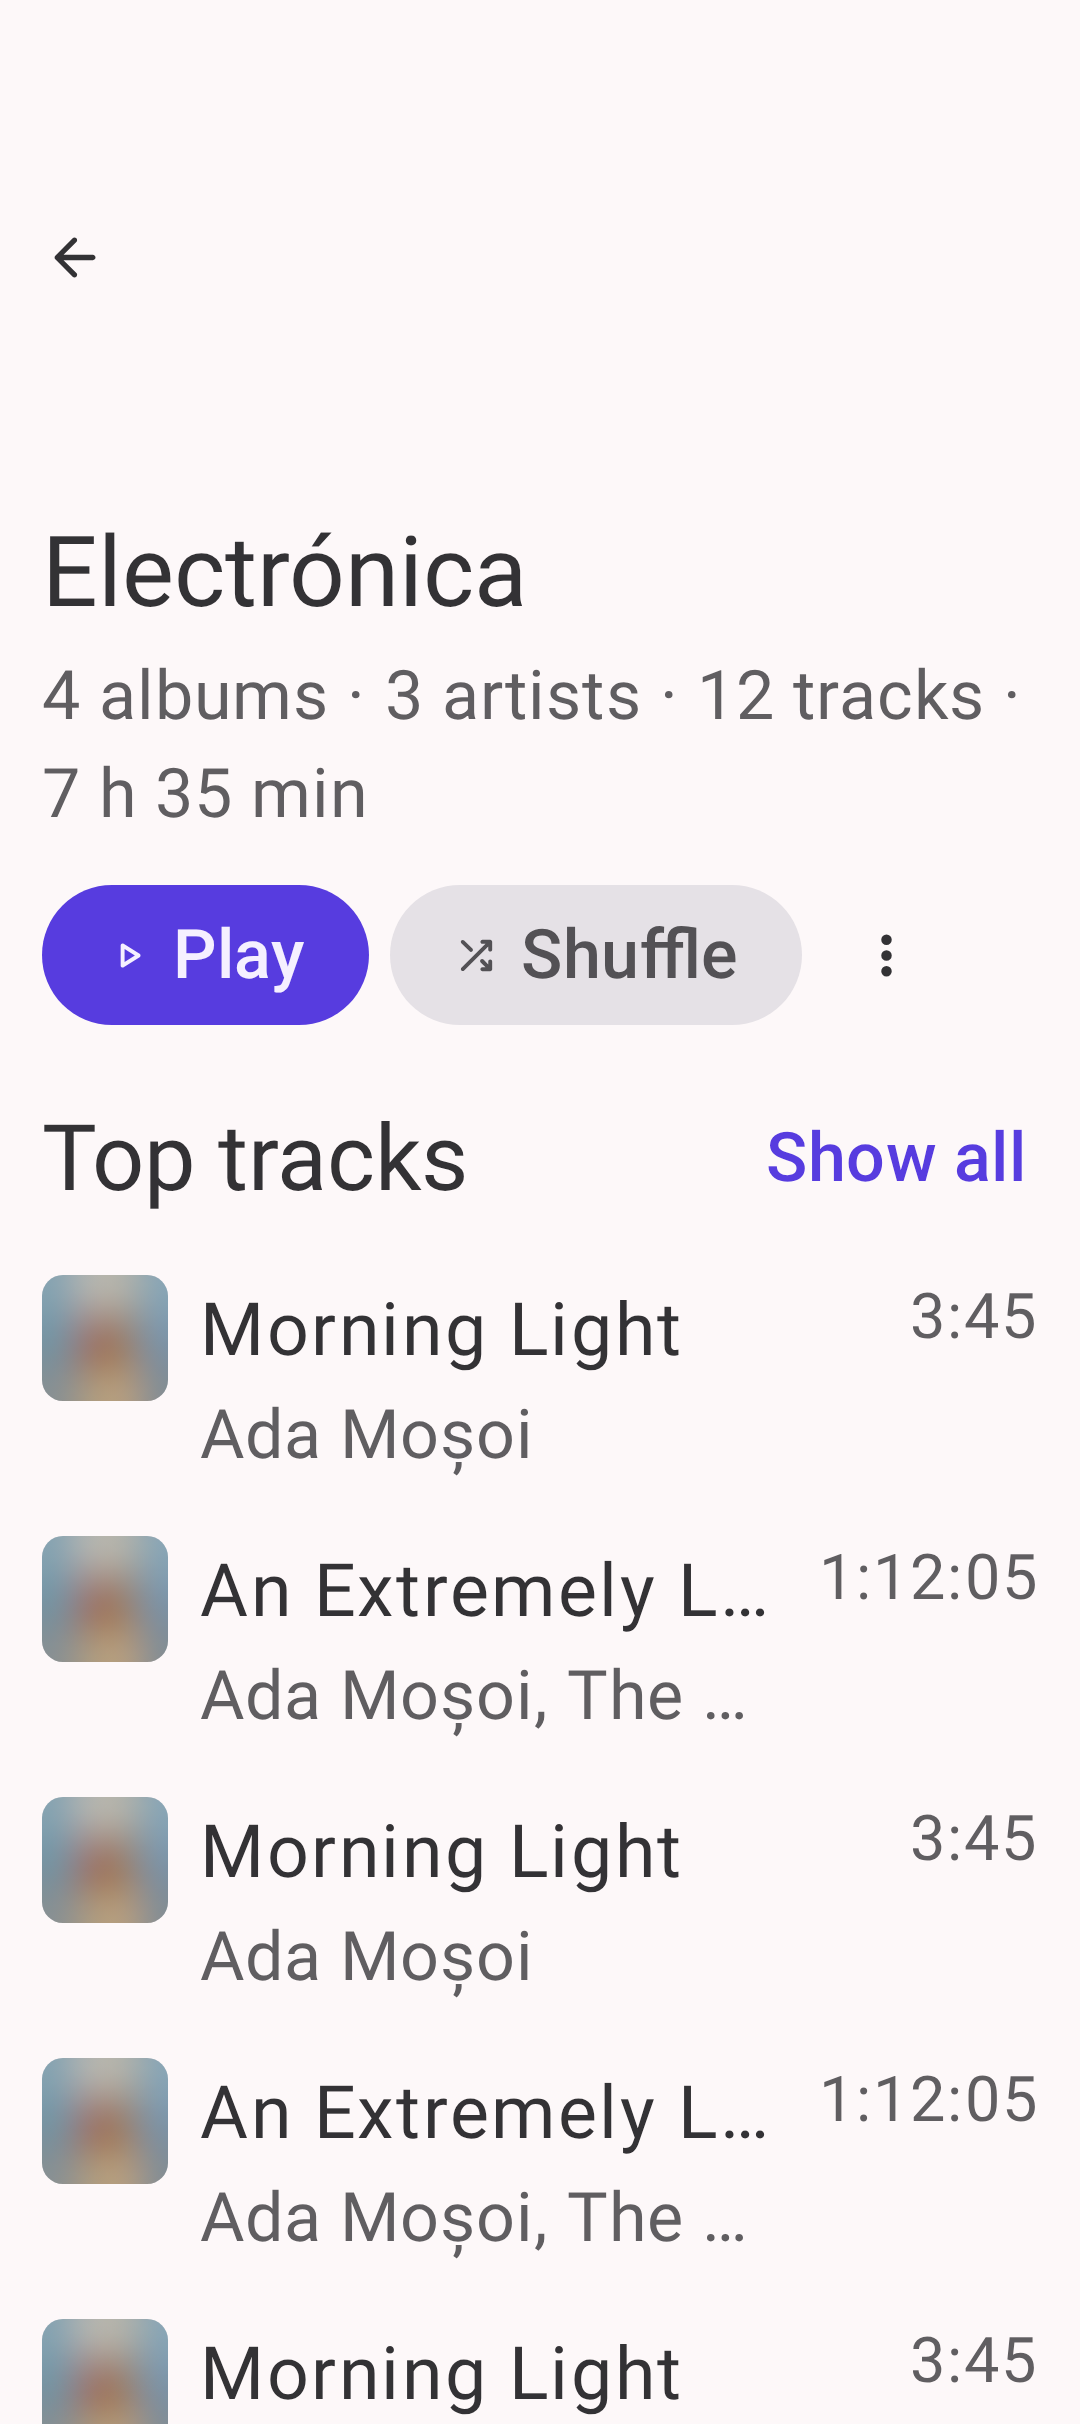 Electrónica
4 albums · 3 artists · 12 tracks ·
7 h 35 min
Play
Shuffle
Top tracks
Show all
Morning Light
3:45
Ada Moșoi
An Extremely L…
1:12:05
Ada Moșoi, The …
Morning Light
3:45
Ada Moșoi
An Extremely L…
1:12:05
Ada Moșoi, The …
Morning Light
3:45